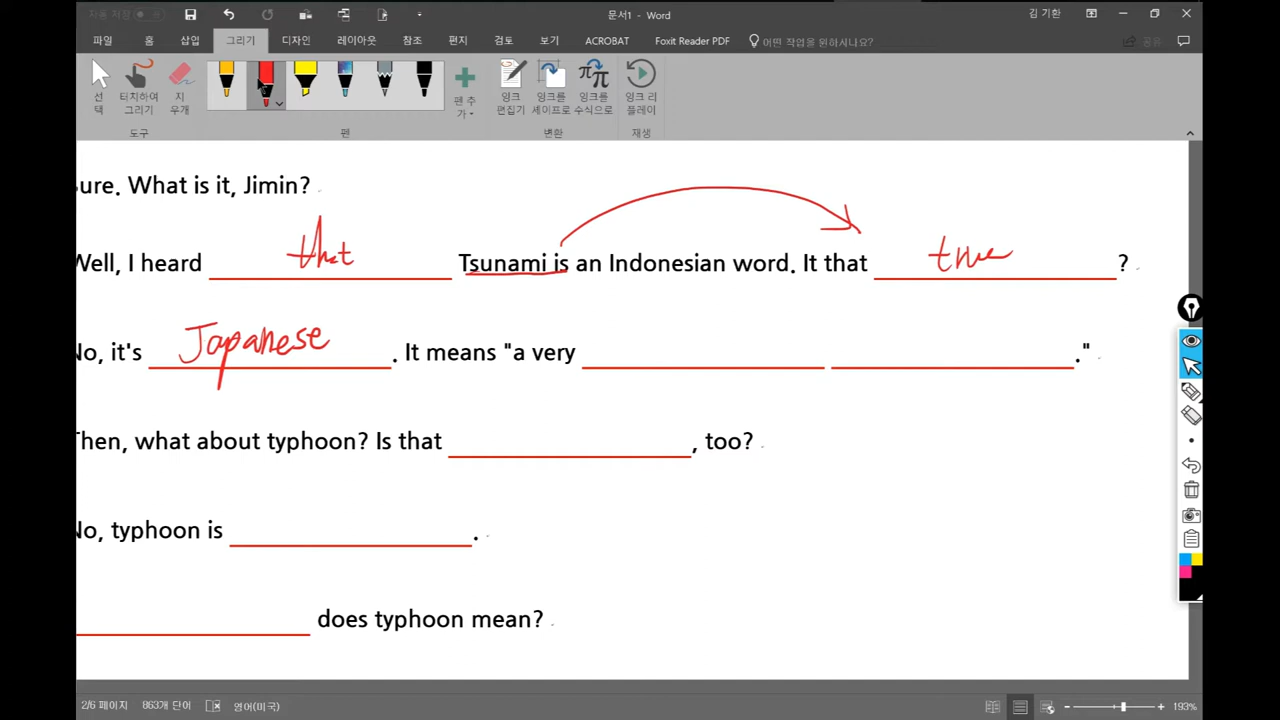 자동 저장
문서1 - Word
김 기환
파일 홈 삽입 그리기 디자인 레이아웃 참조 편지 검토 보기 ACROBAT Foxit Reader PDF 어떤 작업을 원하시나요? 공유
선택 터치하여 그리기 지우개 펜 추가 잉크 편집기 잉크를 셰이프로 잉크를 수식으로 잉크 리플레이
도구 펜 변환 재생
ure. What is it, Jimin?
Well, I heard that Tsunami is an Indonesian word. It that true ?
No, it's Japanese. It means "a very ."
Then, what about typhoon? Is that , too?
No, typhoon is .
does typhoon mean?
2/6 페이지 863개 단어 영어(미국) 193%